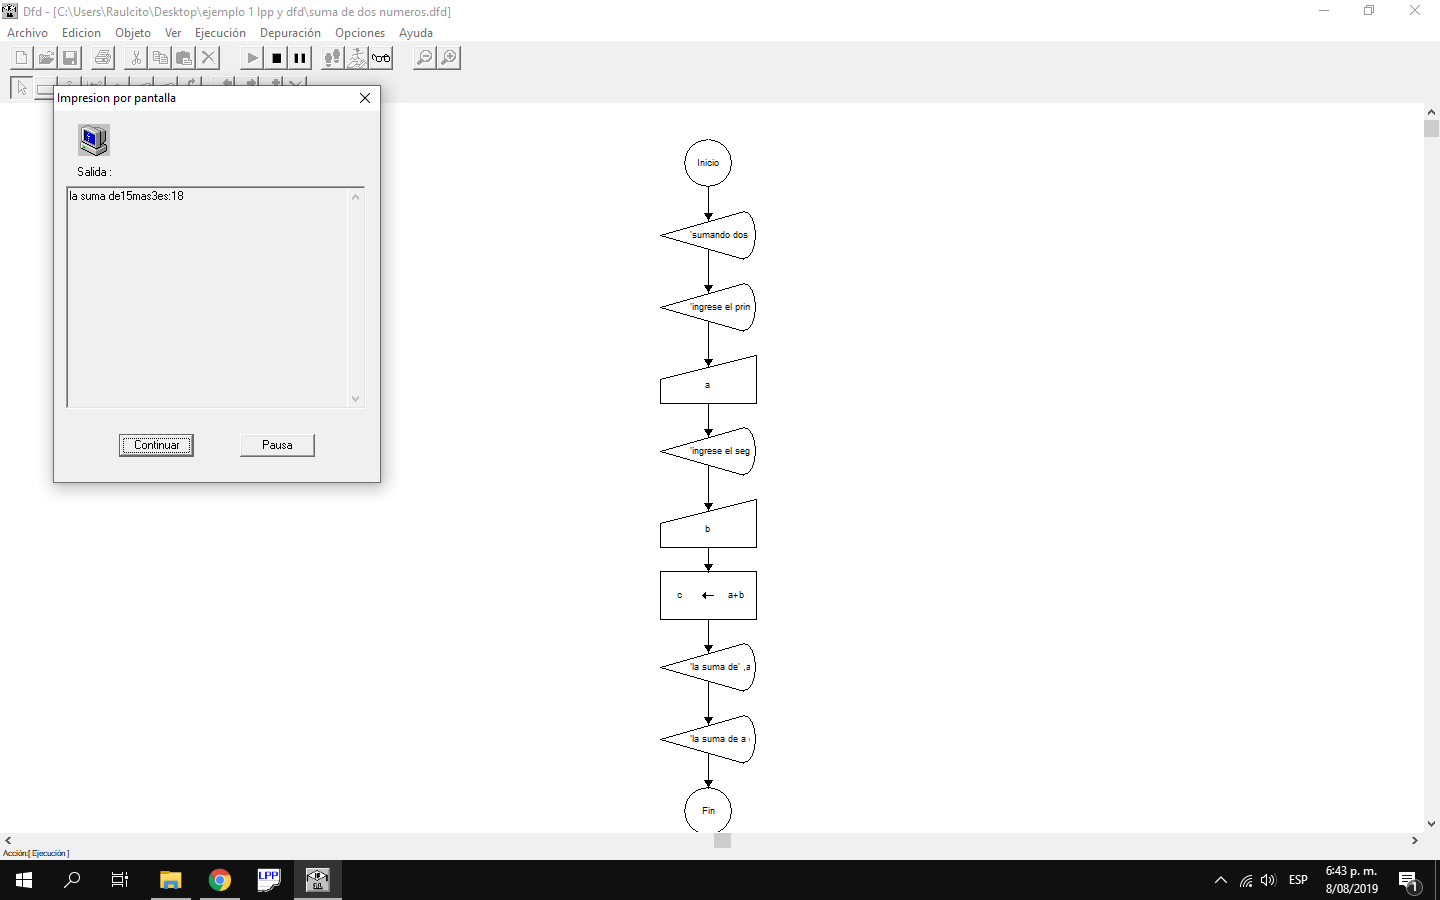 Dfd - [C:\Users\Raulcito\Desktop\ejemplo 1 lpp y dfd\suma de dos numeros.dfd]
Archivo Edicion Objeto Ver Ejecución Depuración Opciones Ayuda
Impresion por pantalla
Salida :
la suma de15mas3es:18
Continuar Pausa
Inicio
'sumando dos
'ingrese el prin
a
'ingrese el seg
b
c ← a+b
'la suma de' ,a
'la suma de a
Fin
Acción:[ Ejecución ]
LPP
ESP
6:43 p. m.
8/08/2019
1